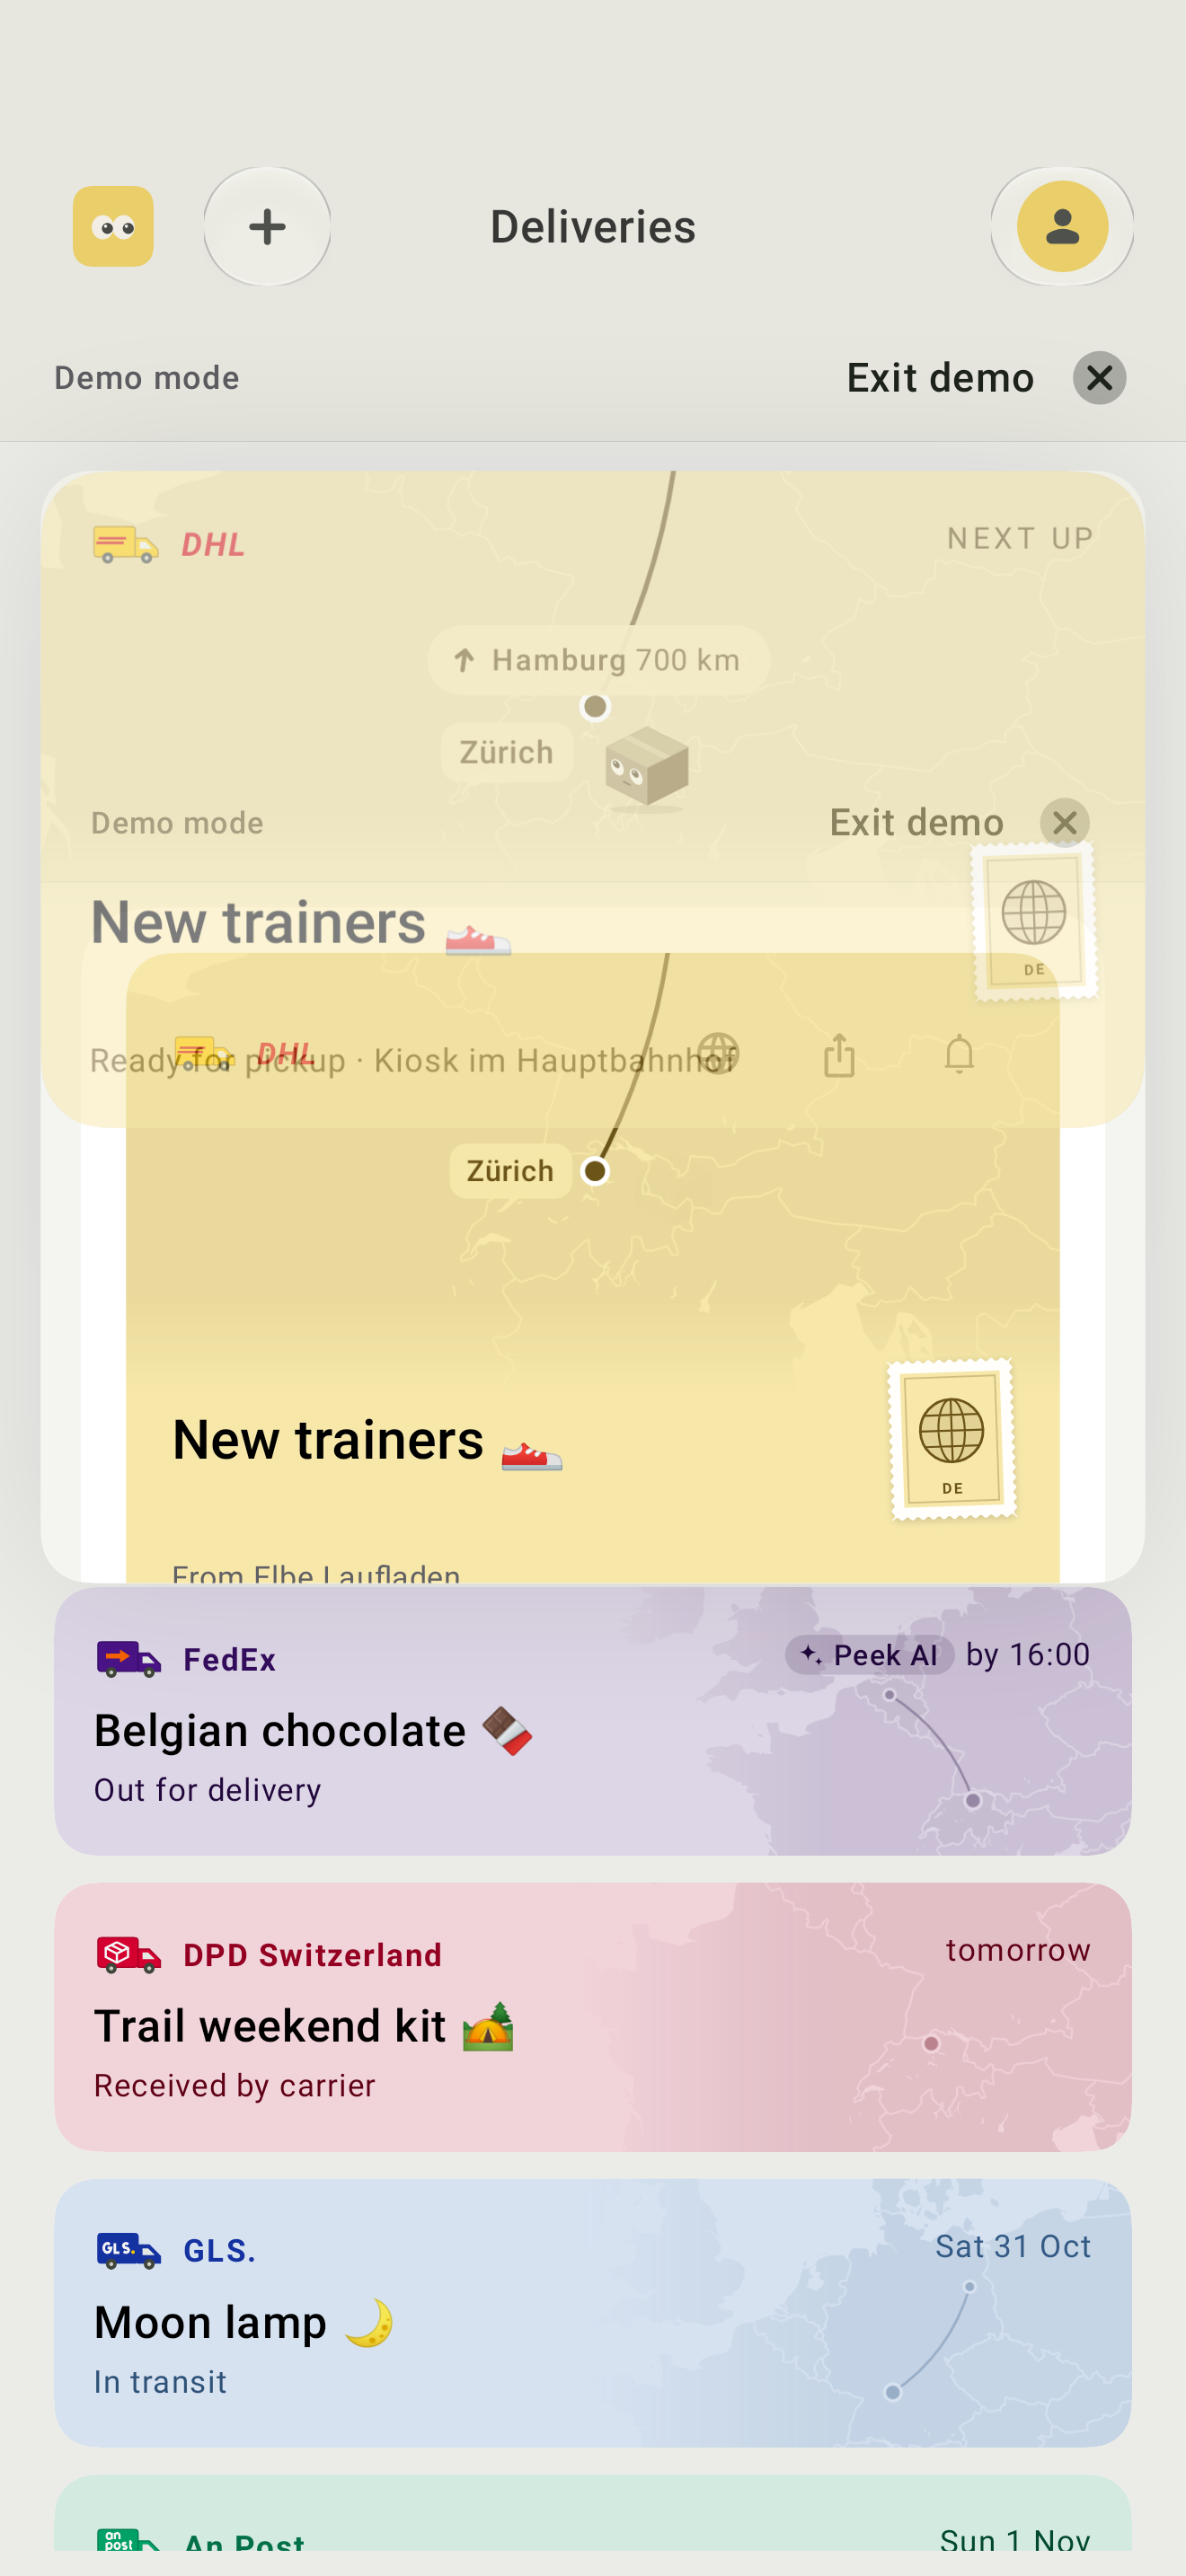 Deliveries
Demo mode
Exit demo
DHL
NEXT UP
Hamburg 700 km
Zürich
Demo mode
Exit demo
New trainers 👟
DE
DHL
Ready for pickup · Kiosk im Hauptbahnhof
Zürich
New trainers 👟
DE
From Elbe Laufladen
FedEx
Peek AI by 16:00
Belgian chocolate 🍫
Out for delivery
DPD Switzerland
tomorrow
Trail weekend kit 🏕️
Received by carrier
GLS.
GLS.
Sat 31 Oct
Moon lamp 🌙
In transit
an post
An Post
Sun 1 Nov